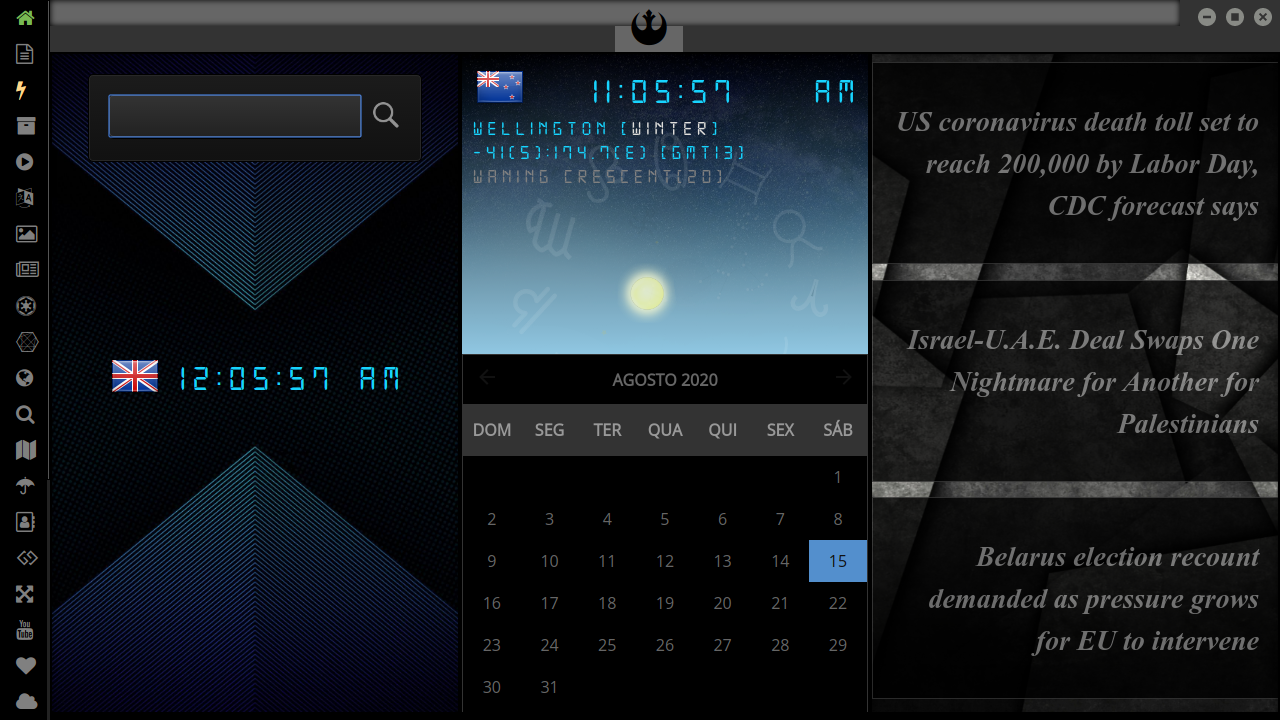 12:05:57 AM
11:05:57 AM
WELLINGTON (WINTER)
-41(S):174.7(E) (GMT13)
WANING CRESCENT(20)
AGOSTO 2020
DOM SEG TER QUA QUI SEX SÁB
1
2 3 4 5 6 7 8
9 10 11 12 13 14 15
16 17 18 19 20 21 22
23 24 25 26 27 28 29
30 31
US coronavirus death toll set to
reach 200,000 by Labor Day,
CDC forecast says
Israel-U.A.E. Deal Swaps One
Nightmare for Another for
Palestinians
Belarus election recount
demanded as pressure grows
for EU to intervene
You
Tube